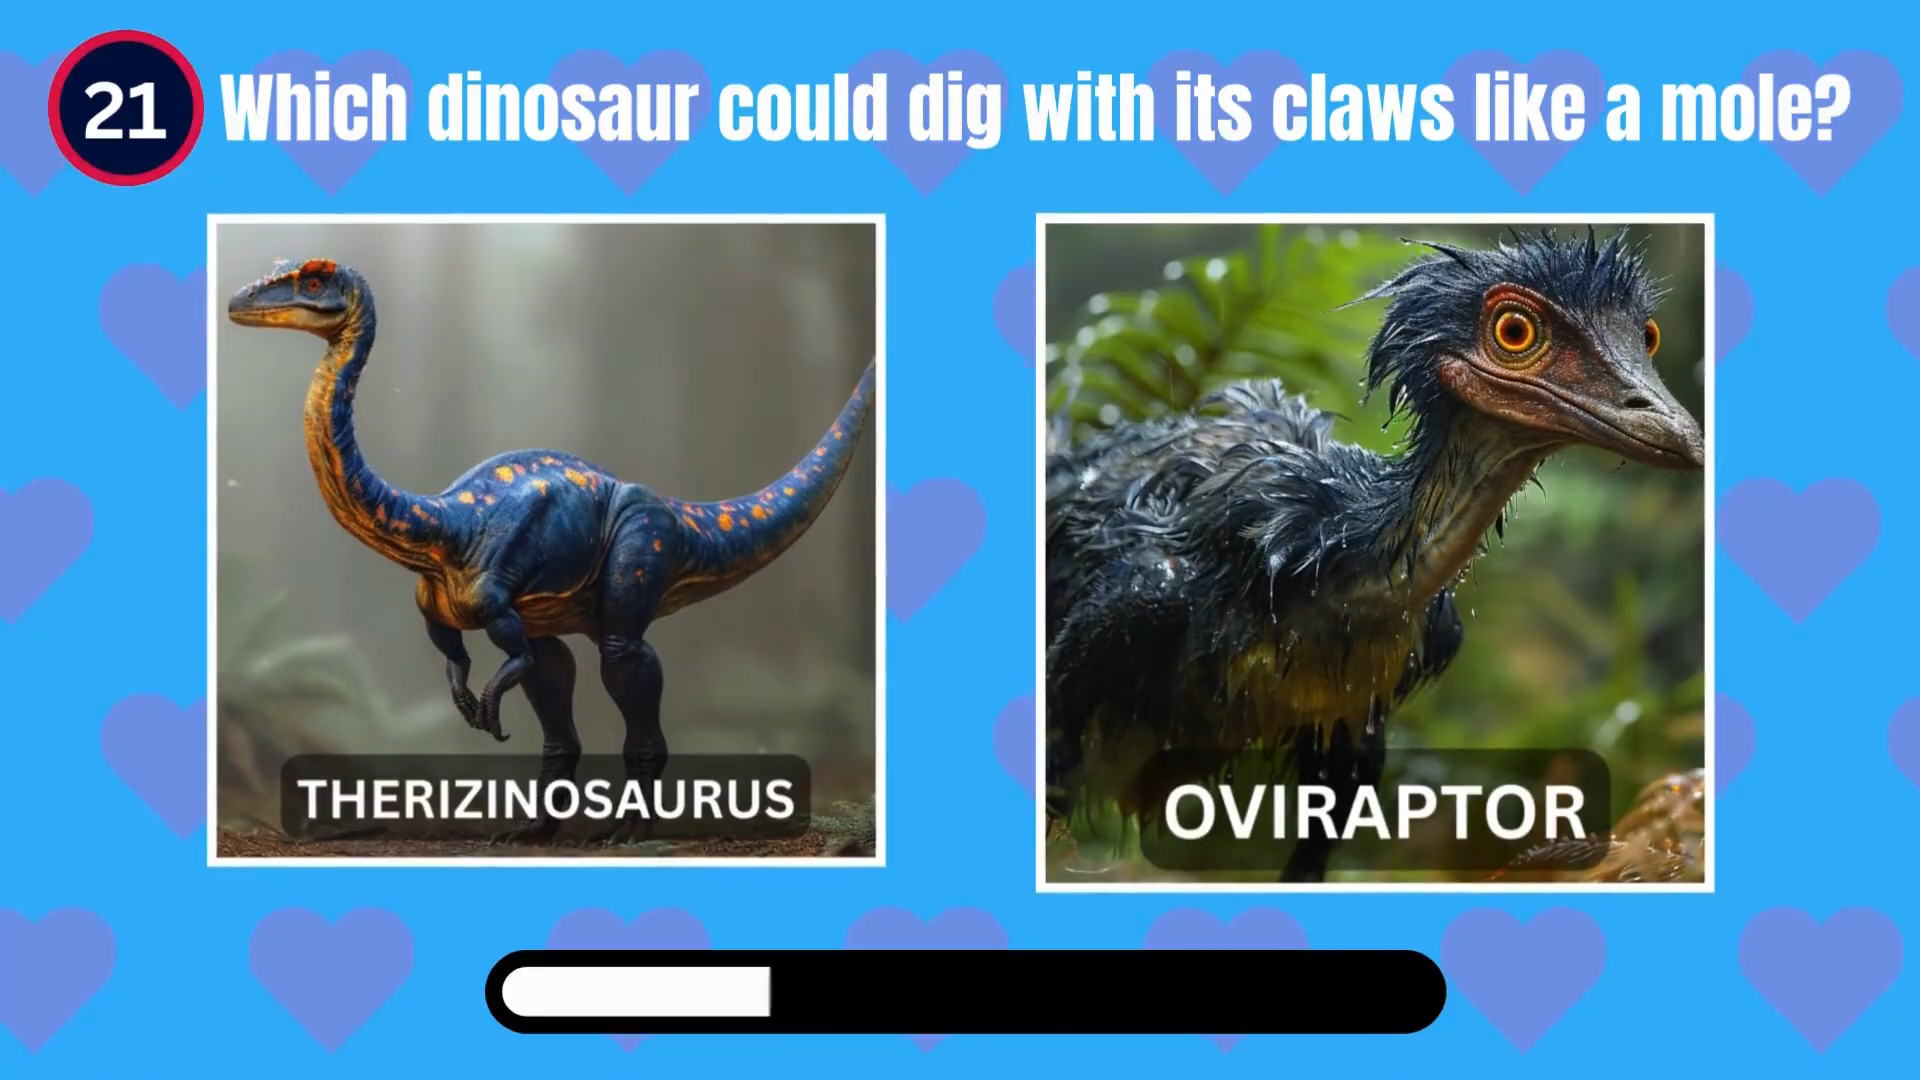 21 Which dinosaur could dig with its claws like a mole?
THERIZINOSAURUS
OVIRAPTOR